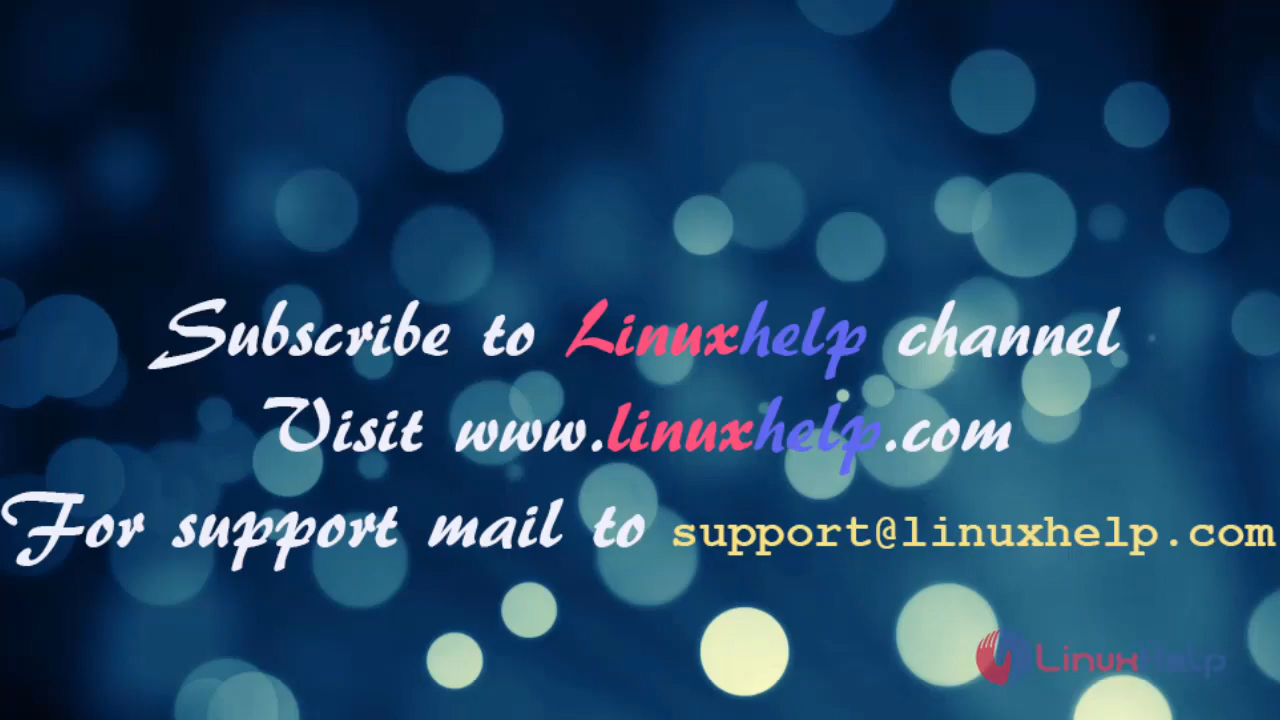 Subscribe to Linuxhelp channel
Visit www.linuxhelp.com
For support mail to support@linuxhelp.com
LinuxHelp